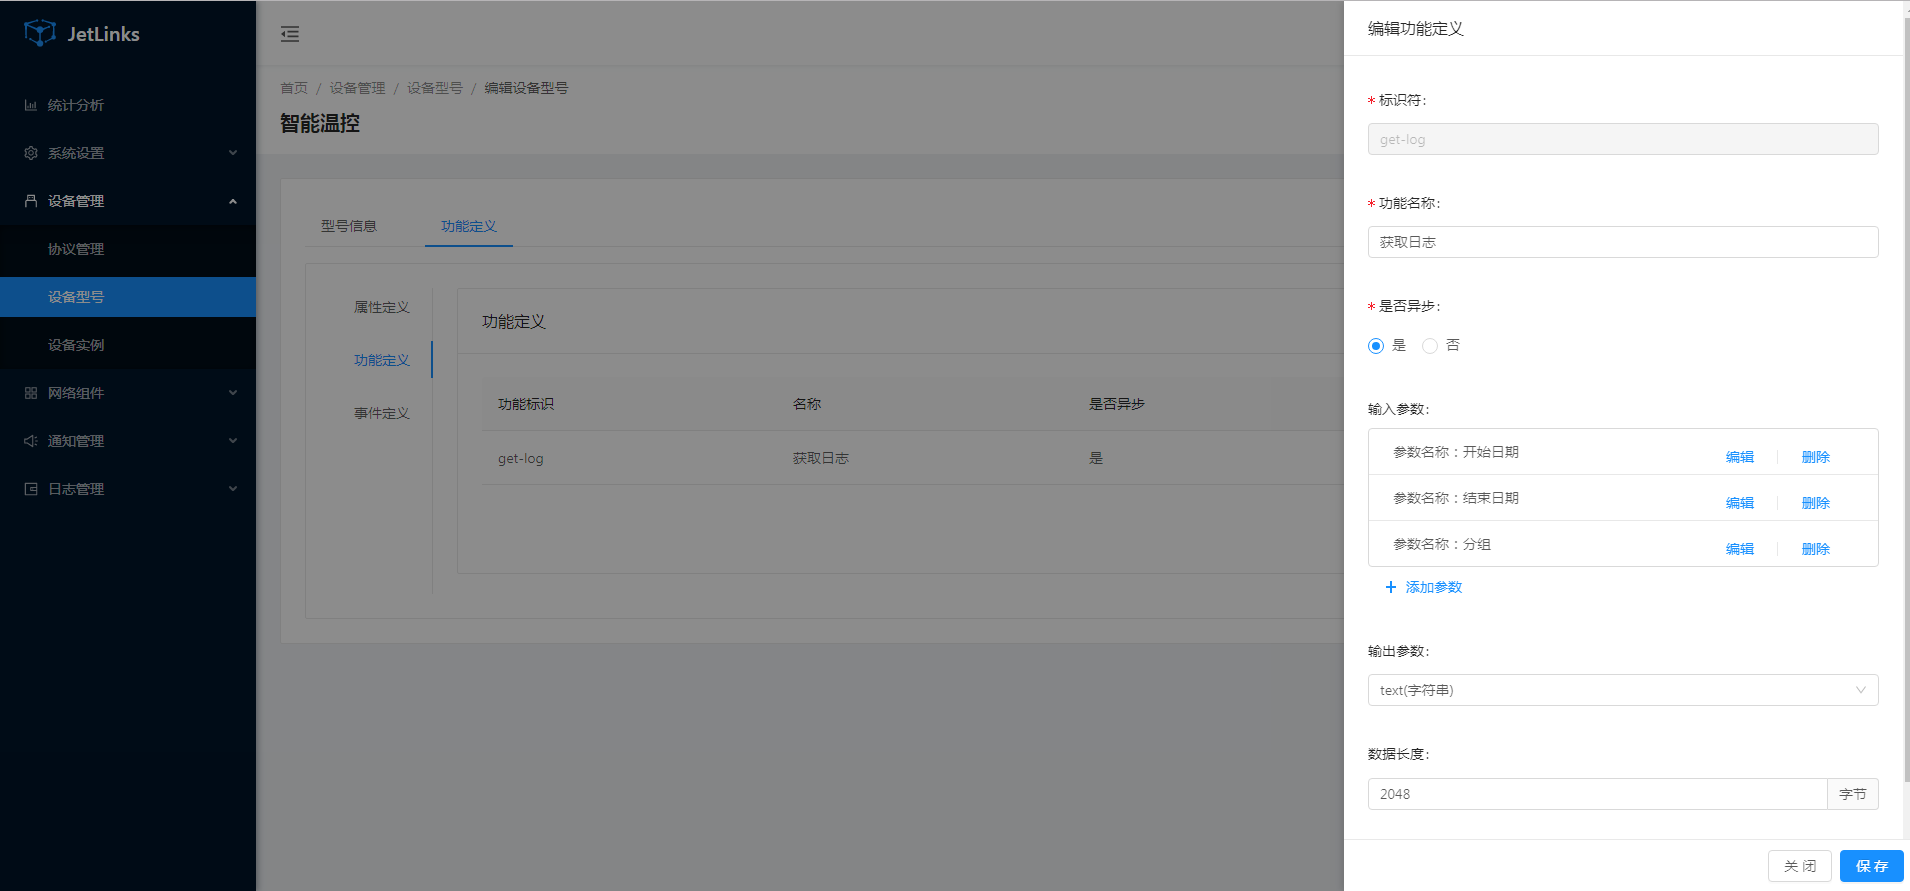 JetLinks
统计分析
系统设置
设备管理
协议管理
设备型号
设备实例
网络组件
通知管理
日志管理
首页 / 设备管理 / 设备型号 / 编辑设备型号
智能温控
型号信息 功能定义
属性定义
功能定义
事件定义
功能定义
功能标识 名称 是否异步
get-log 获取日志 是
编辑功能定义
* 标识符:
get-log
* 功能名称:
获取日志
* 是否异步:
是 否
输入参数:
参数名称：开始日期 编辑 删除
参数名称：结束日期 编辑 删除
参数名称：分组 编辑 删除
+ 添加参数
输出参数:
text(字符串)
数据长度:
2048 字节
关 闭 保 存